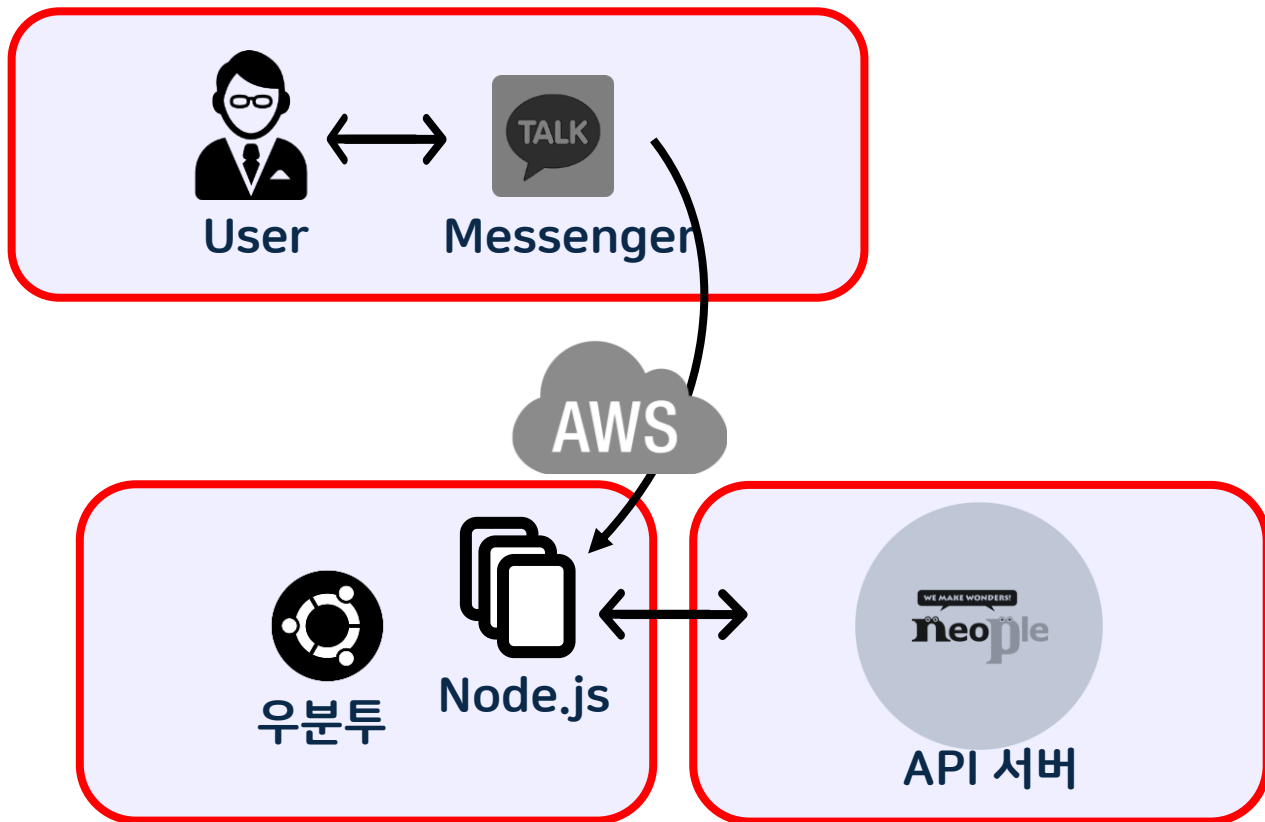 TALK
User
Messenger
AWS
WE MAKE WONDERS!
neople
우분투
Node.js
API 서버